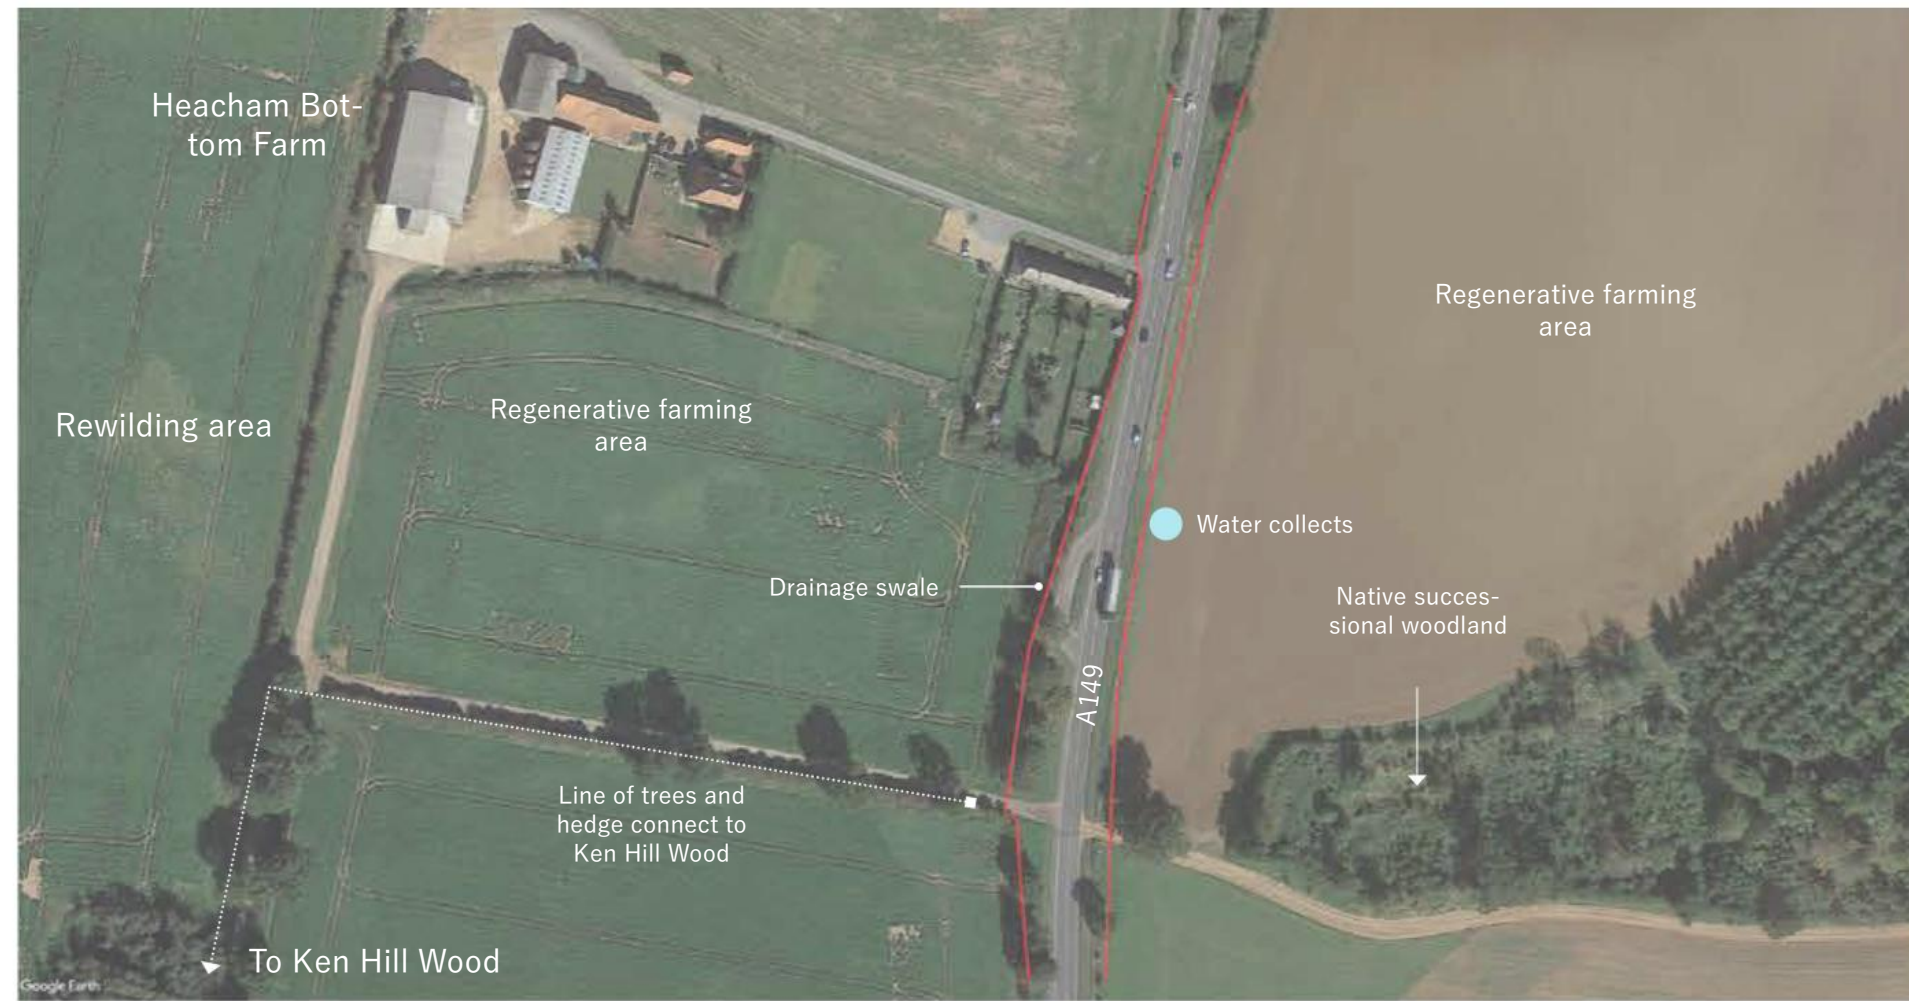 Heacham Bot-
tom Farm
Regenerative farming
area
Rewilding area
Regenerative farming
area
Water collects
Drainage swale
Native succes-
sional woodland
A149
Line of trees and
hedge connect to
Ken Hill Wood
To Ken Hill Wood
Google Earth